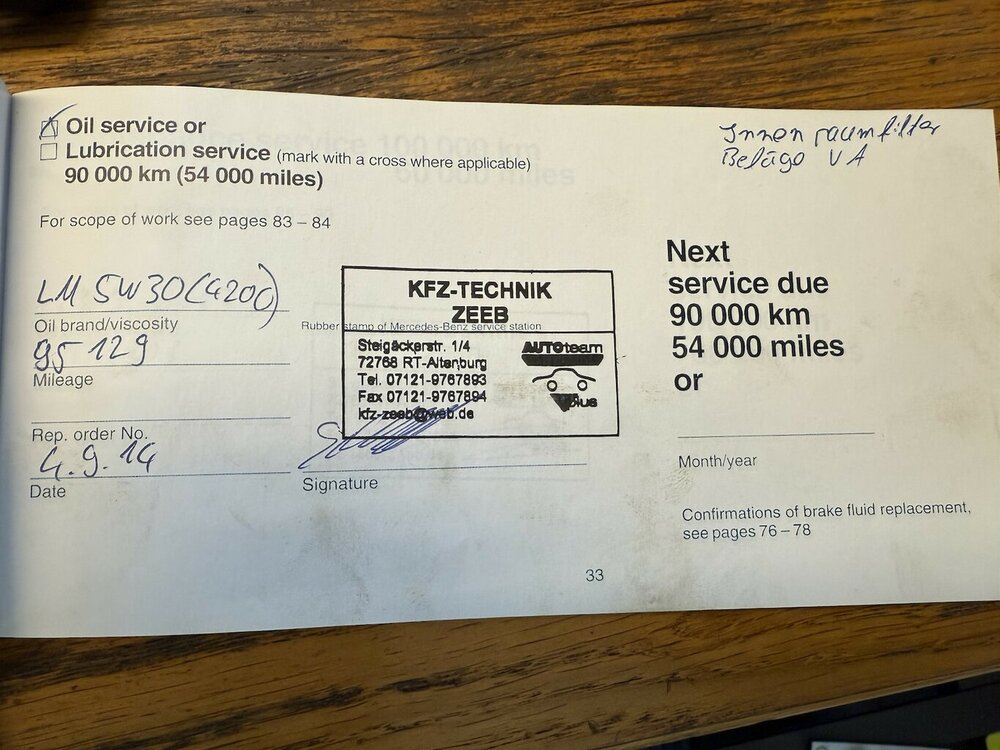 Oil service or
Lubrication service (mark with a cross where applicable)
90 000 km (54 000 miles)
For scope of work see pages 83 – 84
LM 5W30 (4200)
Oil brand/viscosity
95 129
Mileage
Rep. order No.
4.9.14
Date
Rubber stamp of Mercedes-Benz service station
KFZ-TECHNIK
ZEEB
Steigäckerstr. 1/4
72768 RT-Altenburg
Tel. 07121-9767893
Fax 07121-9767894
kfz-zeeb@web.de
AUTOteam
plus
Signature
Innenraumfilter
Beläge VA
Next
service due
90 000 km
54 000 miles
or
Month/year
Confirmations of brake fluid replacement,
see pages 76 – 78
33